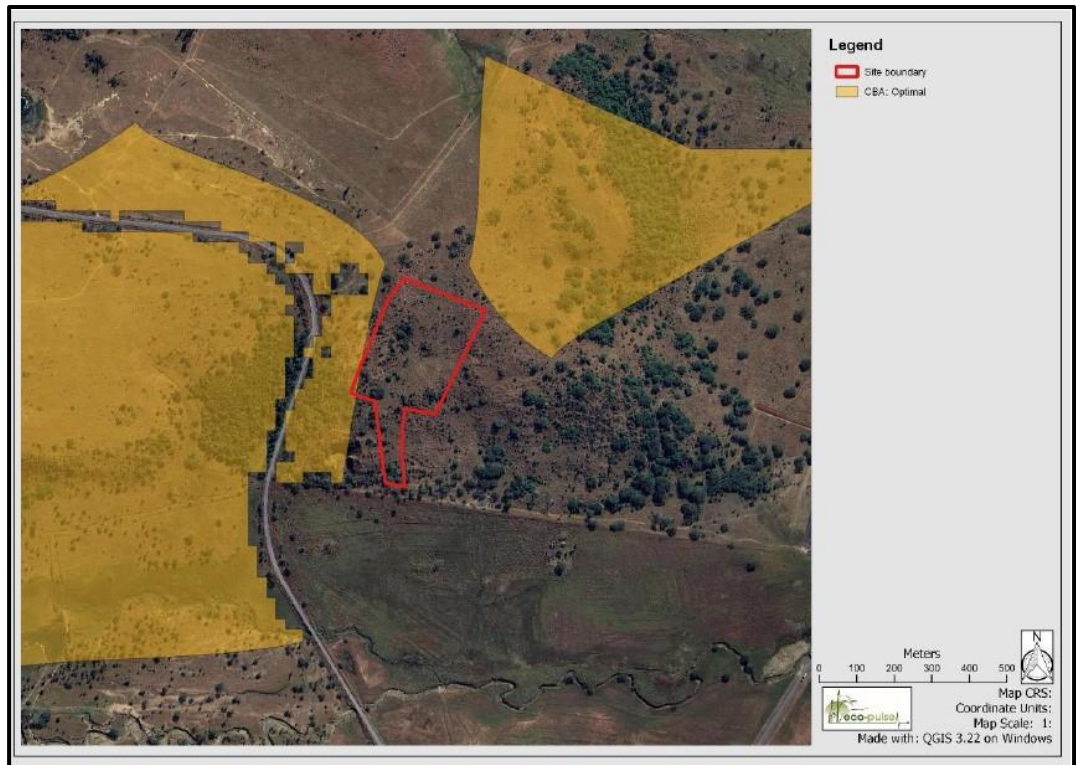 Legend
Site boundary
CBA: Optimal
N
Meters
0 100 200 300 400 500
eco-pulse
Map CRS:
Coordinate Units:
Map Scale: 1:
Made with: QGIS 3.22 on Windows